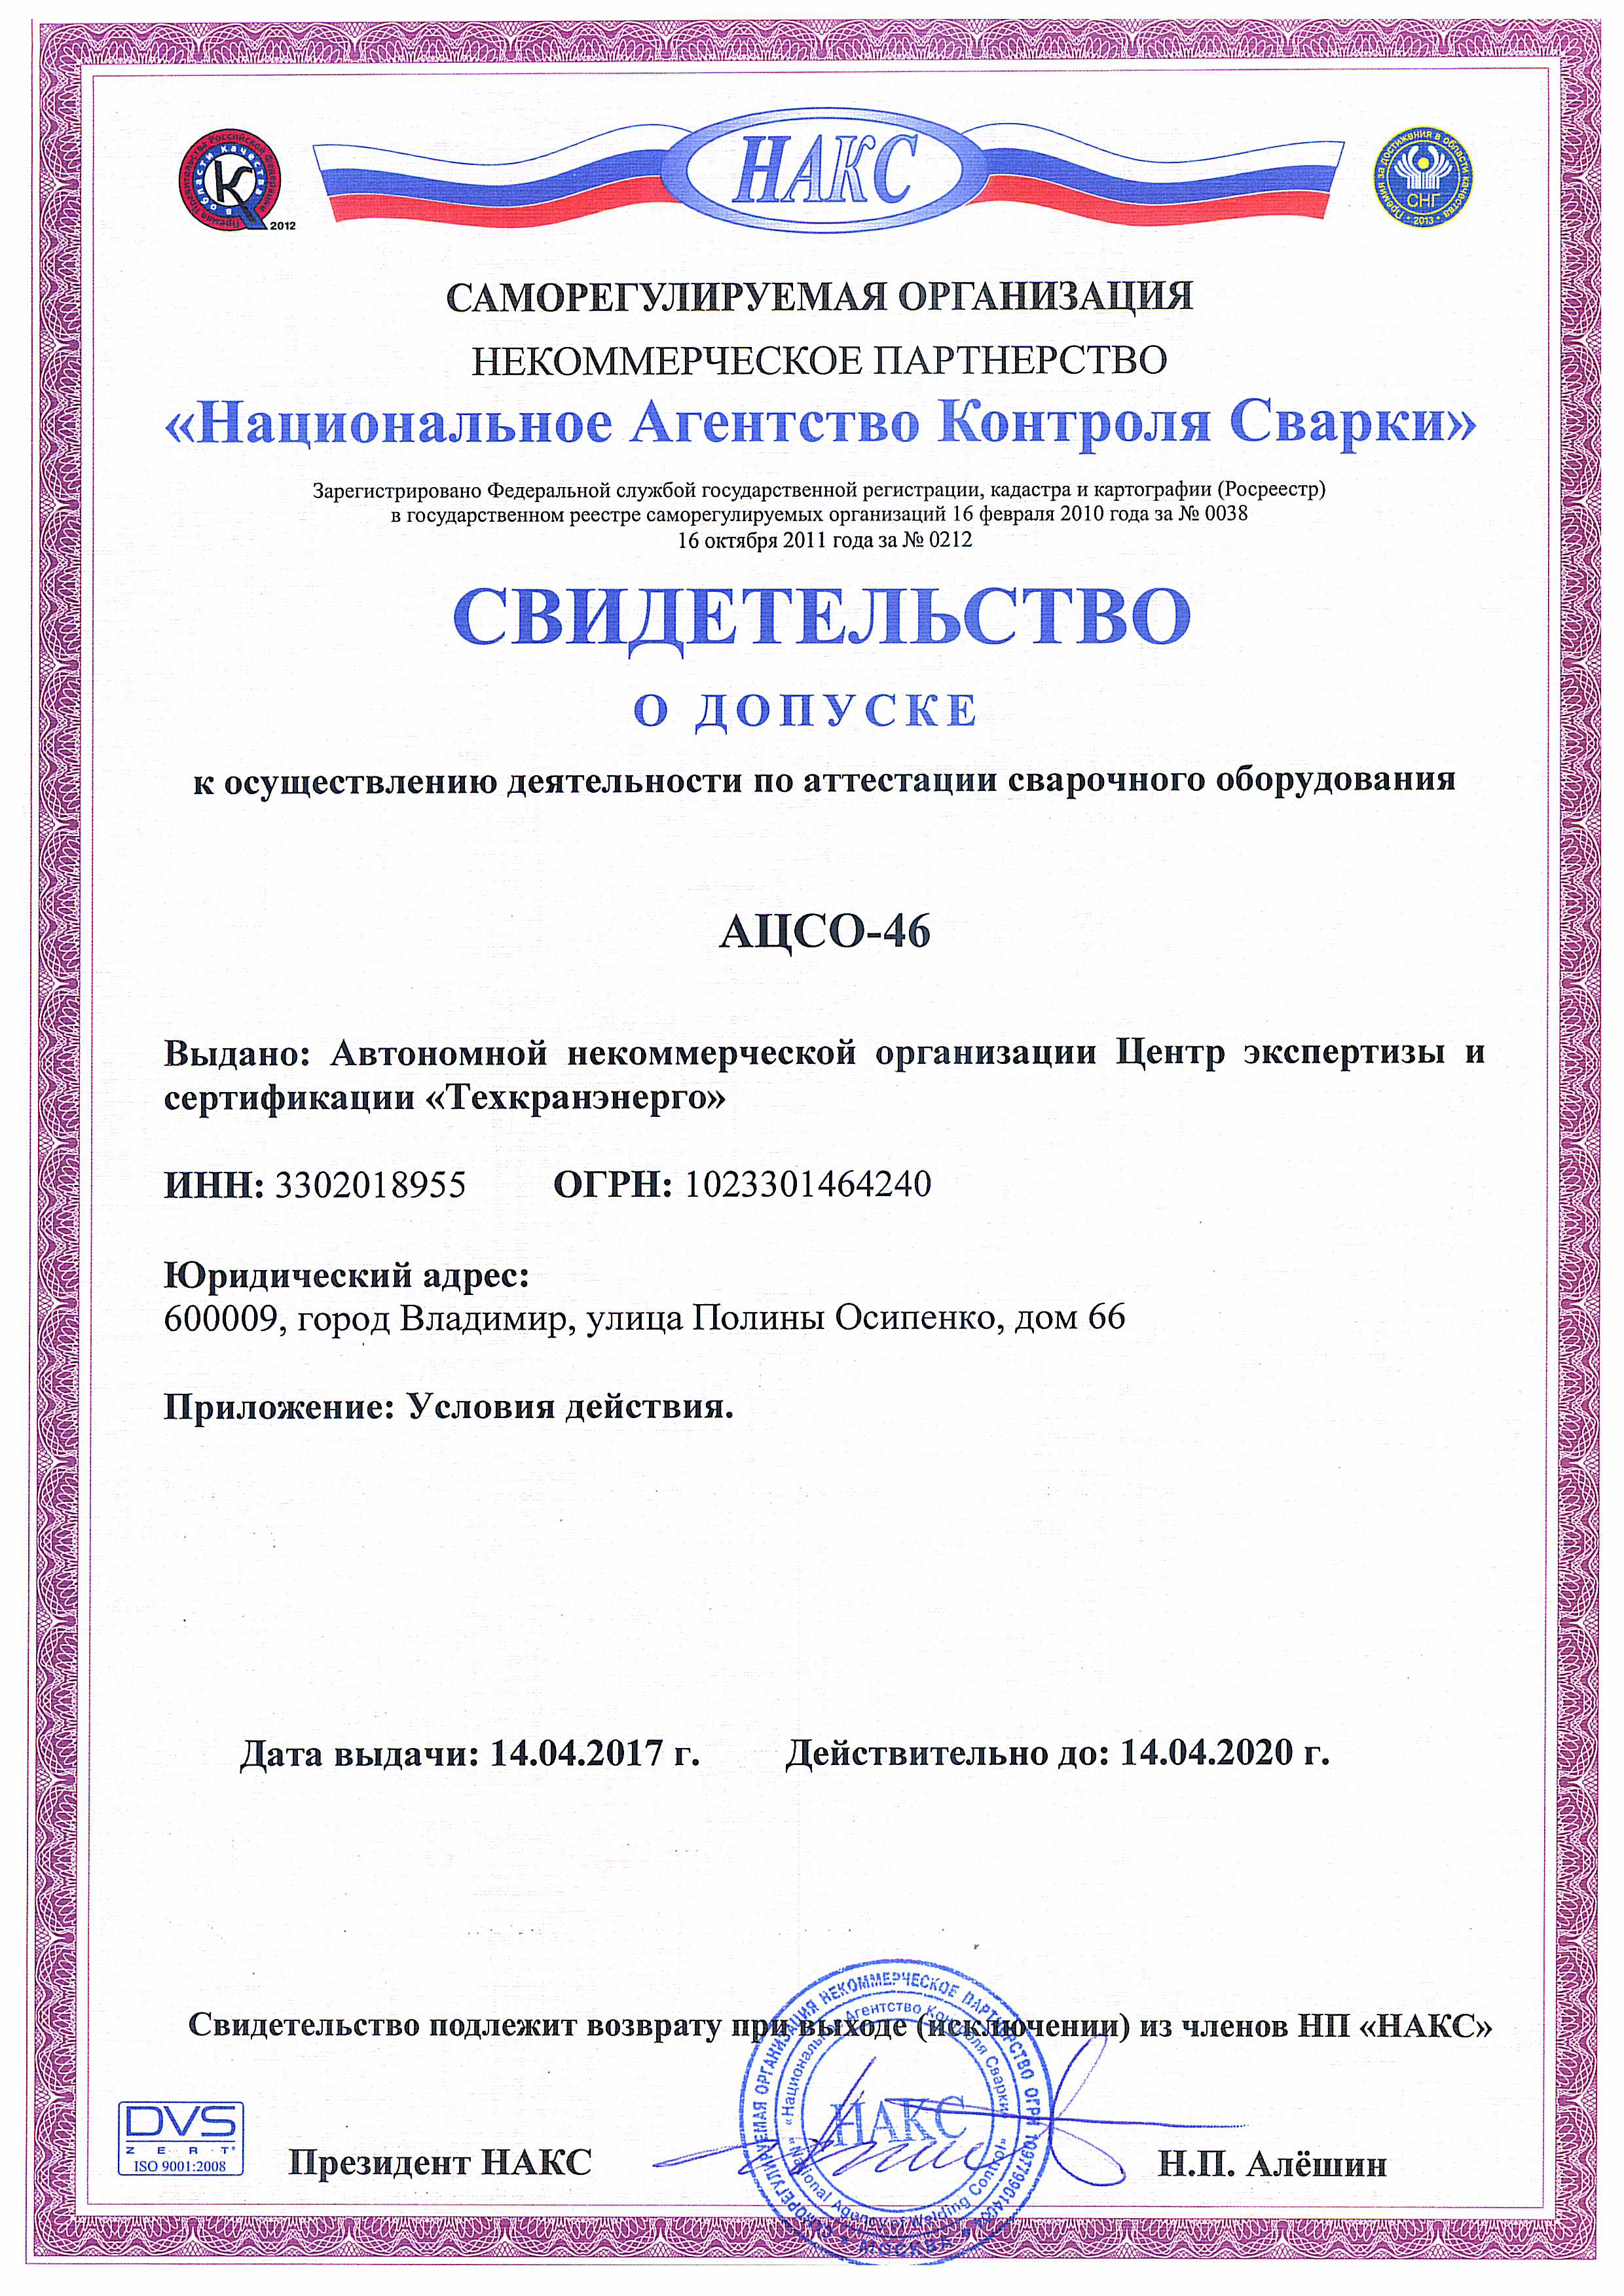 Премия Правительства Российской Федерации
в области качества
2012
НАКС
Премия за достижения в области качества
СНГ
• 2013 •
САМОРЕГУЛИРУЕМАЯ ОРГАНИЗАЦИЯ
НЕКОММЕРЧЕСКОЕ ПАРТНЕРСТВО
«Национальное Агентство Контроля Сварки»
Зарегистрировано Федеральной службой государственной регистрации, кадастра и картографии (Росреестр)
в государственном реестре саморегулируемых организаций 16 февраля 2010 года за № 0038
16 октября 2011 года за № 0212
СВИДЕТЕЛЬСТВО
О ДОПУСКЕ
к осуществлению деятельности по аттестации сварочного оборудования
АЦСО-46
Выдано: Автономной некоммерческой организации Центр экспертизы и
сертификации «Техкранэнерго»
ИНН: 3302018955 ОГРН: 1023301464240
Юридический адрес:
600009, город Владимир, улица Полины Осипенко, дом 66
Приложение: Условия действия.
Дата выдачи: 14.04.2017 г. Действительно до: 14.04.2020 г.
Свидетельство подлежит возврату при выходе (исключении) из членов НП «НАКС»
САМОРЕГУЛИРУЕМАЯ ОРГАНИЗАЦИЯ НЕКОММЕРЧЕСКОЕ ПАРТНЕРСТВО ОГРН
«Национальное Агентство Контроля Сварки»
НАКС
«National Agency of Welding Control»
МОСКВА
DVS
ZERT
ISO 9001:2008
Президент НАКС
Н.П. Алёшин